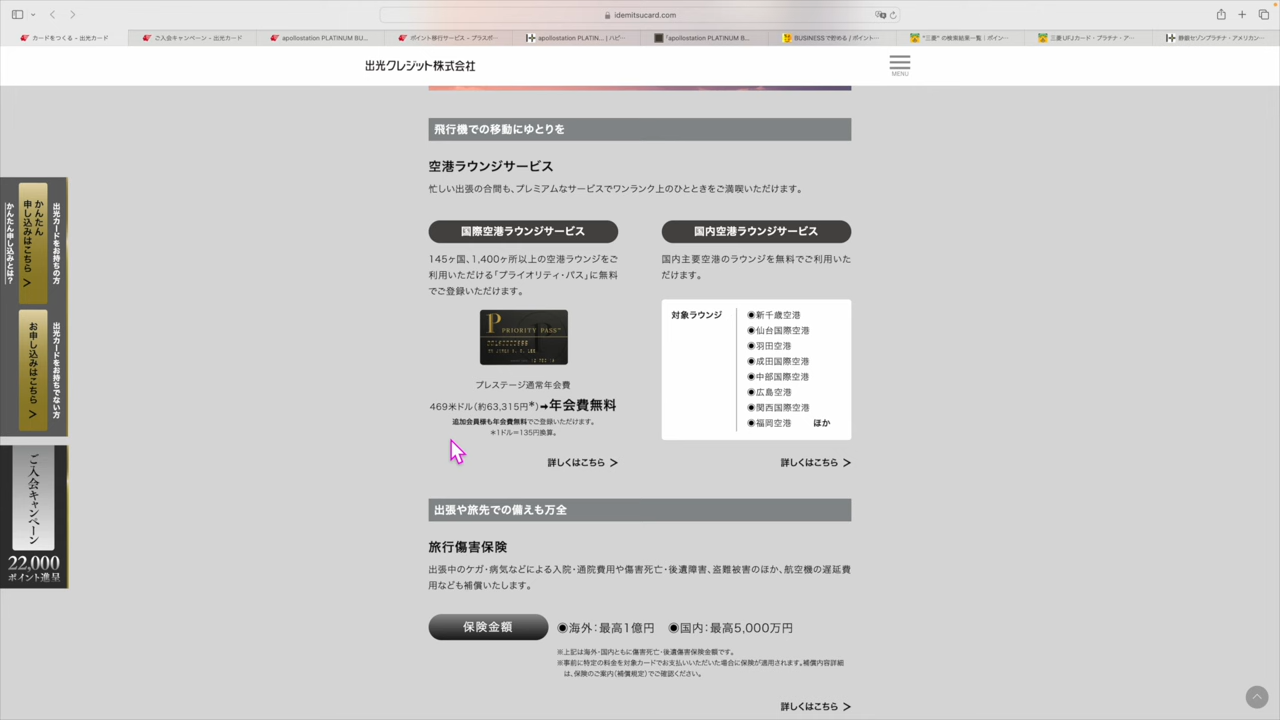 idemitsucard.com
カードをつくる - 出光カード
ご入会キャンペーン - 出光カード
apollostation PLATINUM BU...
ポイント移行サービス - プラスポ...
apollostation PLATIN... | ハピ...
「apollostation PLATINUM B...
BUSINESSで貯める / ポイント...
"三菱" の検索結果一覧｜ポイン...
三菱UFJカード・プラチナ・ア...
静銀セゾンプラチナ・アメリカン...
出光クレジット株式会社
MENU
飛行機での移動にゆとりを
空港ラウンジサービス
忙しい出張の合間も、プレミアムなサービスでワンランク上のひとときをご満喫いただけます。
国際空港ラウンジサービス
145ヶ国、1,400ヶ所以上の空港ラウンジをご
利用いただける「プライオリティ・パス」に無料
でご登録いただけます。
PRIORITY PASS
プレステージ通常年会費
469米ドル(約63,315円*)➡年会費無料
追加会員様も年会費無料でご登録いただけます。
*1ドル=135円換算。
詳しくはこちら >
国内空港ラウンジサービス
国内主要空港のラウンジを無料でご利用いた
だけます。
対象ラウンジ
◉新千歳空港
◉仙台国際空港
◉羽田空港
◉成田国際空港
◉中部国際空港
◉広島空港
◉関西国際空港
◉福岡空港 ほか
詳しくはこちら >
出張や旅先での備えも万全
旅行傷害保険
出張中のケガ・病気などによる入院・通院費用や傷害死亡・後遺障害、盗難被害のほか、航空機の遅延費
用なども補償いたします。
保険金額
◉海外：最高1億円 ◉国内：最高5,000万円
※上記は海外・国内ともに傷害死亡・後遺傷害保険金額です。
※事前に特定の料金を対象カードでお支払いいただいた場合に保険が適用されます。補償内容詳細
は、保険のご案内（補償規定）でご確認ください。
詳しくはこちら >
出光カードをお持ちの方
かんたん
申し込みはこちら >
かんたん申し込みとは？
出光カードをお持ちでない方
お申し込みはこちら >
ご入会キャンペーン
22,000
ポイント進呈